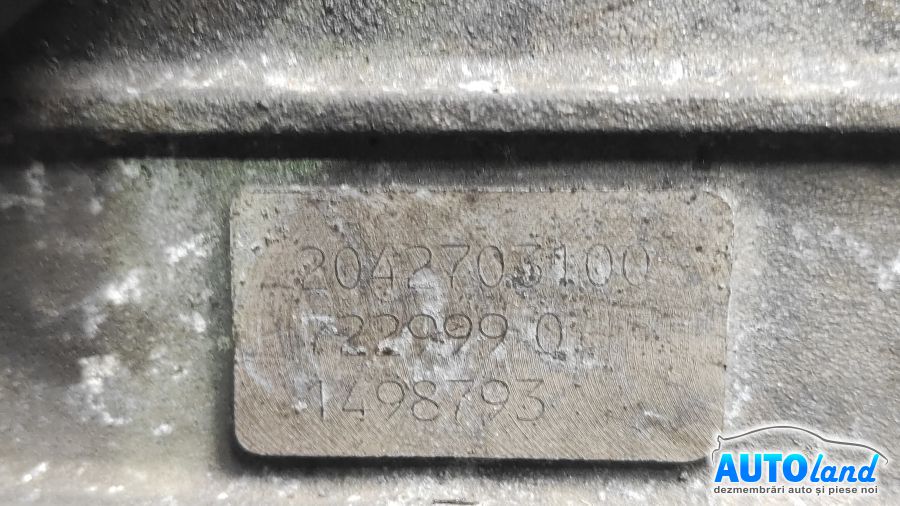 2042703100
722999 0
1498793
AUTOland
dezmembrări auto și piese noi